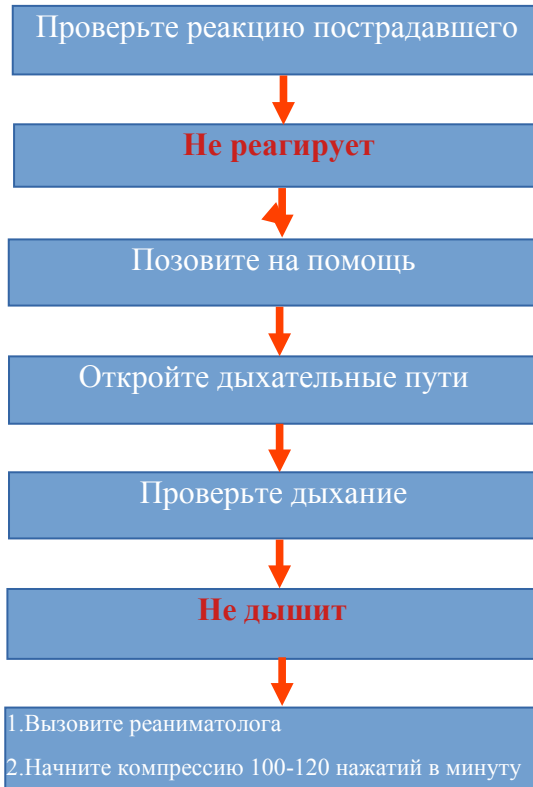 Проверьте реакцию пострадавшего
Не реагирует
Позовите на помощь
Откройте дыхательные пути
Проверьте дыхание
Не дышит
1.Вызовите реаниматолога
2.Начните компрессию 100-120 нажатий в минуту